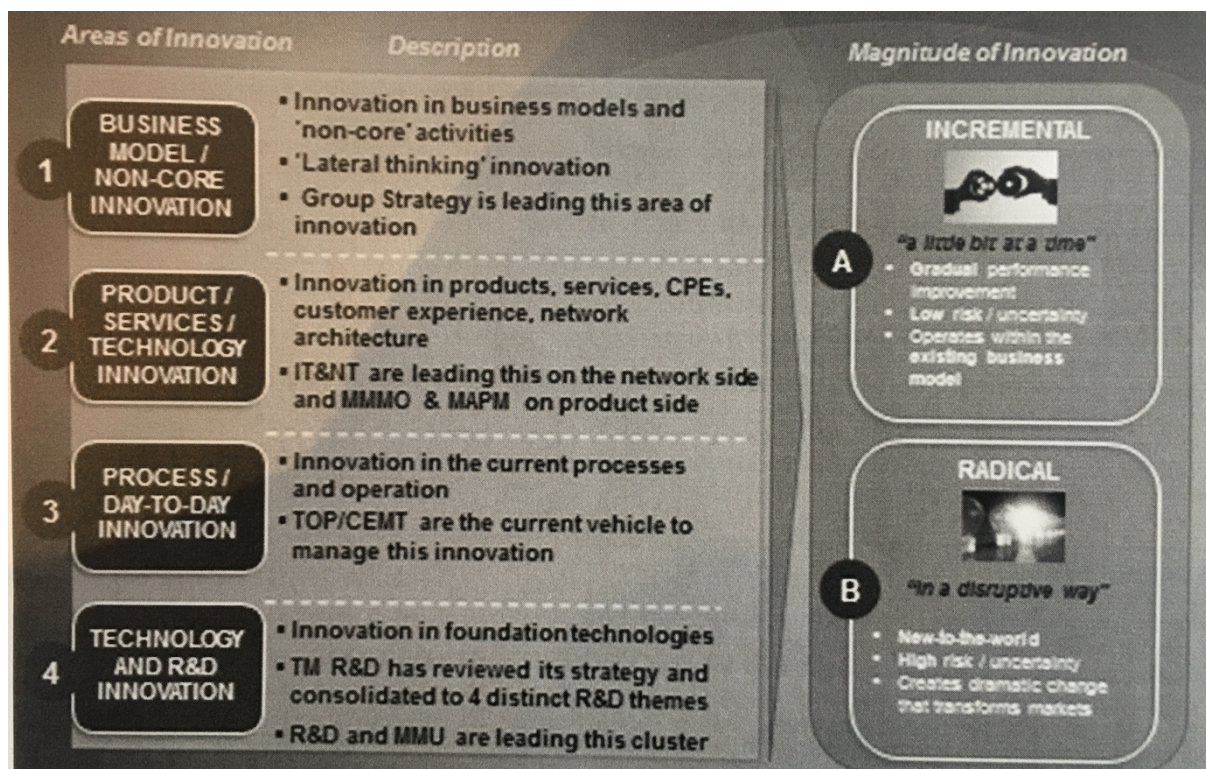 Areas of Innovation
Description
Magnitude of Innovation
1
BUSINESS
MODEL /
NON-CORE
INNOVATION
▪ Innovation in business models and
'non-core' activities
▪ 'Lateral thinking' innovation
▪ Group Strategy is leading this area of
innovation
2
PRODUCT /
SERVICES /
TECHNOLOGY
INNOVATION
▪ Innovation in products, services, CPEs,
customer experience, network
architecture
▪ IT&NT are leading this on the network side
and MMMO & MAPM on product side
3
PROCESS /
DAY-TO-DAY
INNOVATION
▪ Innovation in the current processes
and operation
▪ TOP/CEMT are the current vehicle to
manage this innovation
4
TECHNOLOGY
AND R&D
INNOVATION
▪ Innovation in foundation technologies
▪ TM R&D has reviewed its strategy and
consolidated to 4 distinct R&D themes
▪ R&D and MMU are leading this cluster
A
INCREMENTAL
"a little bit at a time"
▪ Gradual performance
improvement
▪ Low risk / uncertainty
▪ Operates within the
existing business
model
B
RADICAL
"in a disruptive way"
▪ New-to-the-world
▪ High risk / uncertainty
▪ Creates dramatic change
that transforms markets